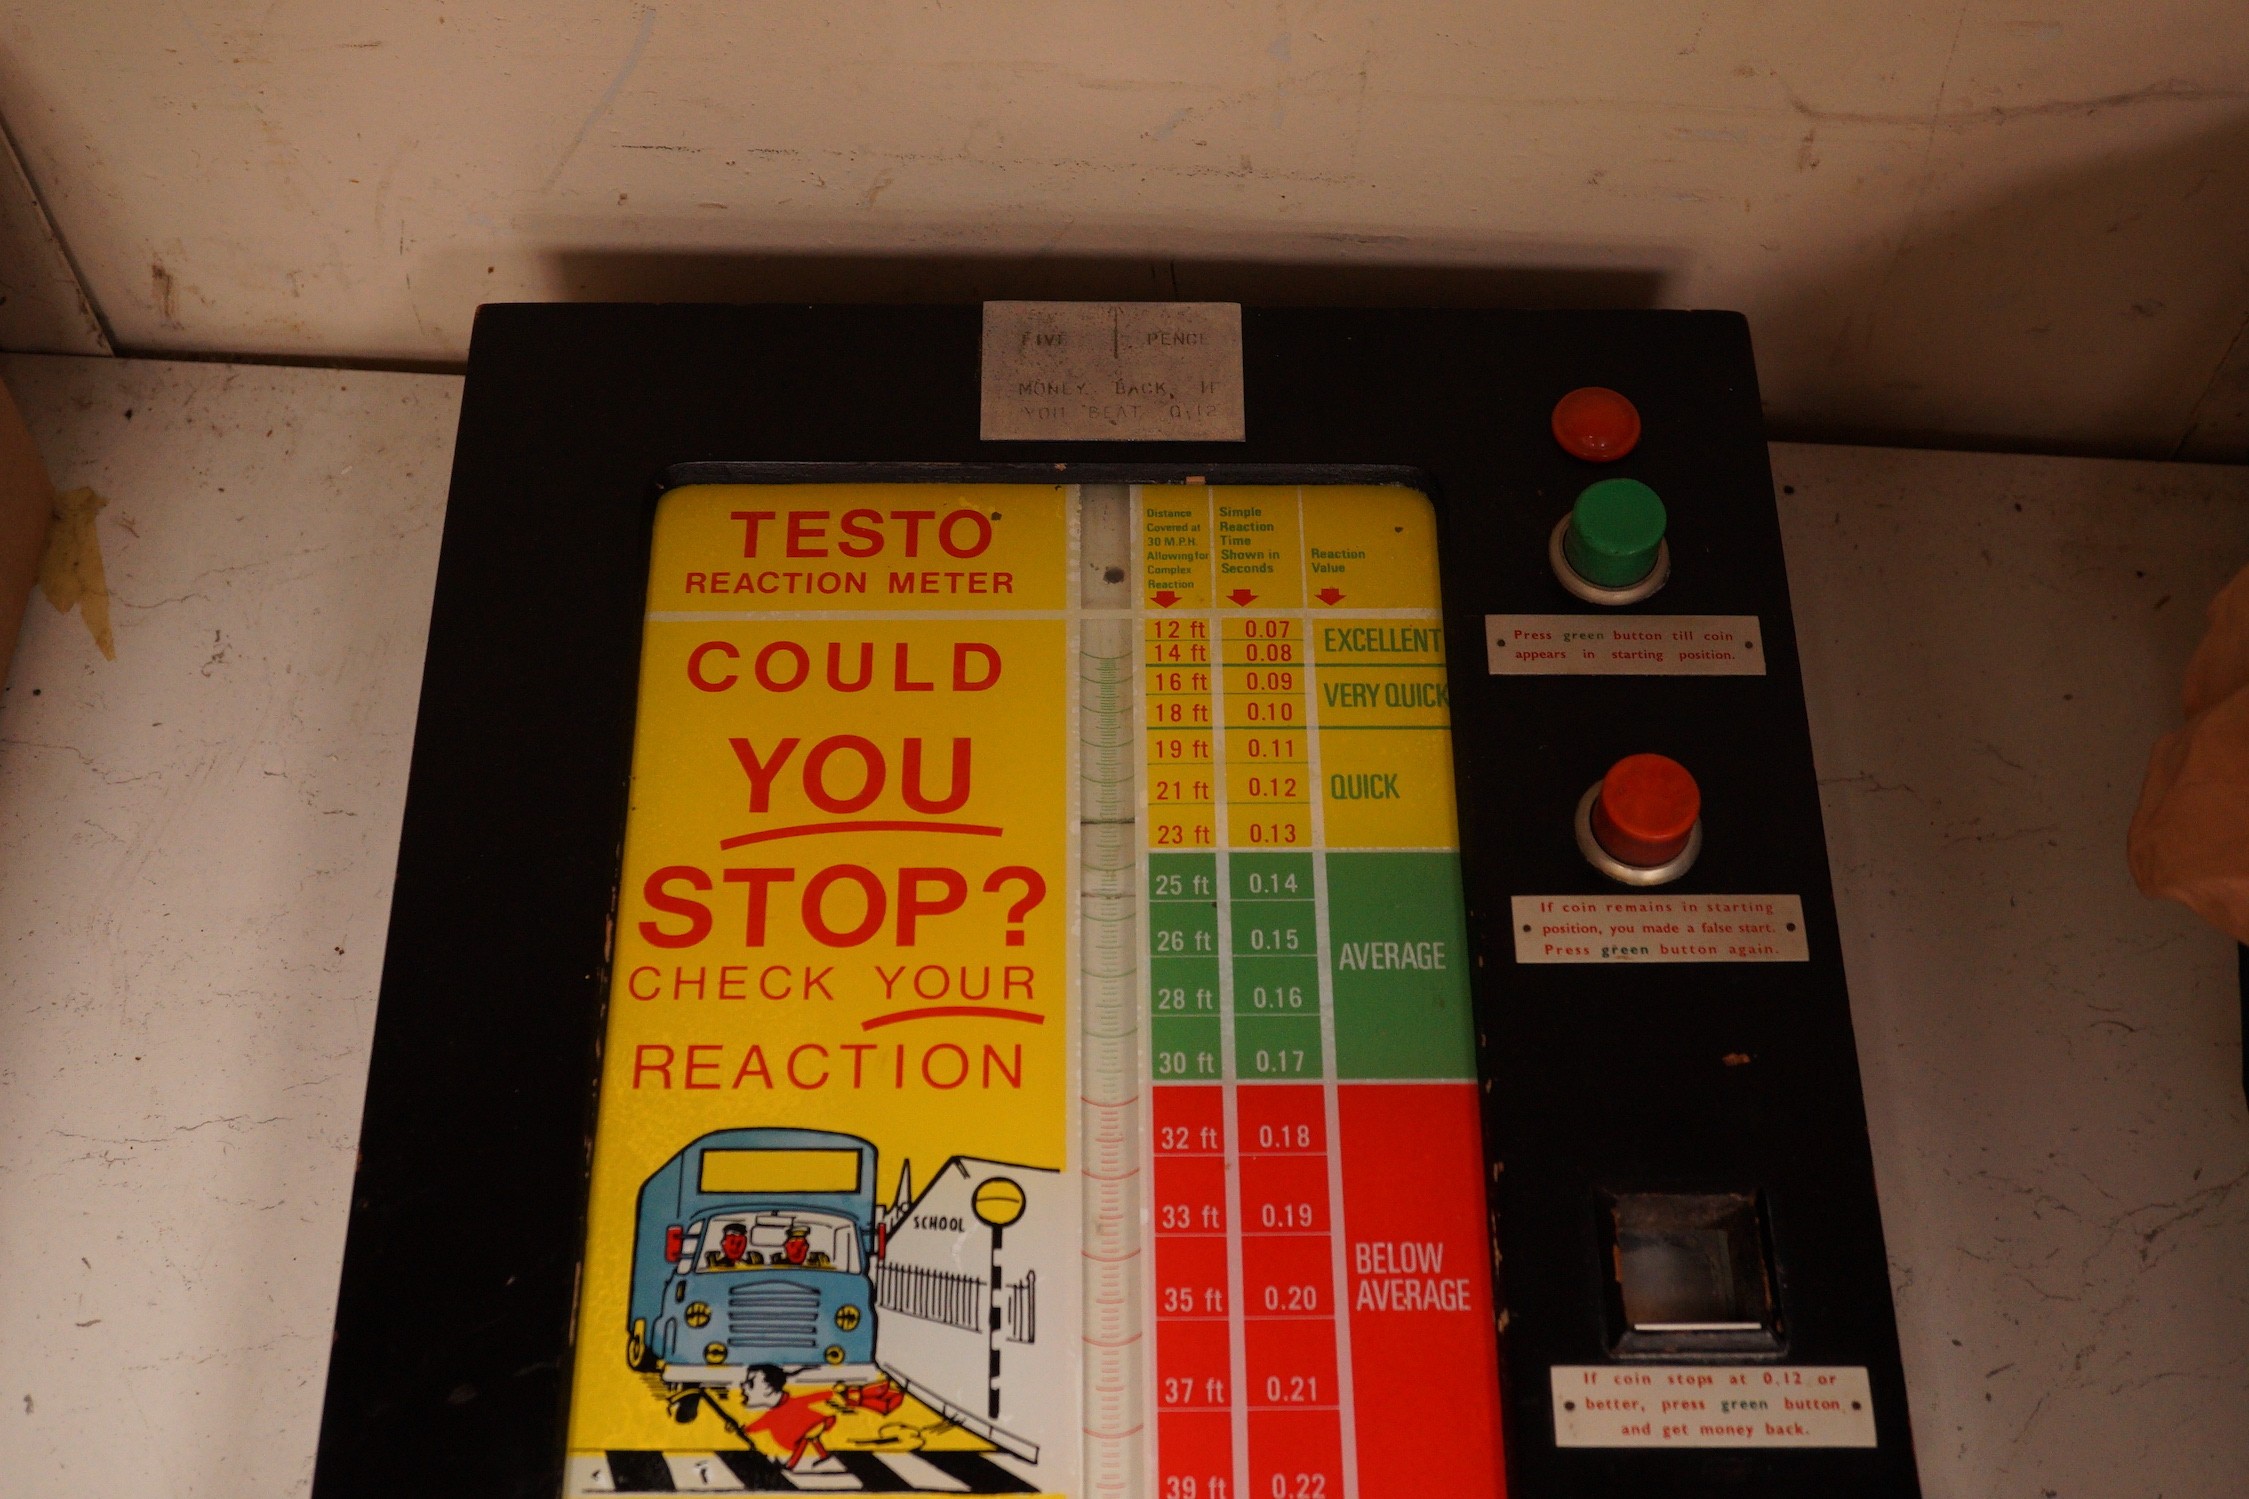 FIVE PENCE
MONEY BACK, IF
YOU BEAT 0.12
TESTO
REACTION METER
COULD
YOU
STOP?
CHECK YOUR
REACTION
SCHOOL
Distance
Covered at
30 M.P.H.
Allowing for
Complex
Reaction
Simple
Reaction
Time
Shown in
Seconds
Reaction
Value
12 ft 0.07
14 ft 0.08
EXCELLENT
16 ft 0.09
18 ft 0.10
VERY QUICK
19 ft 0.11
21 ft 0.12
QUICK
23 ft 0.13
25 ft 0.14
26 ft 0.15
AVERAGE
28 ft 0.16
30 ft 0.17
32 ft 0.18
33 ft 0.19
BELOW
AVERAGE
35 ft 0.20
37 ft 0.21
39 ft 0.22
Press green button till coin
appears in starting position.
If coin remains in starting
position, you made a false start.
Press green button again.
If coin stops at 0.12 or
better, press green button
and get money back.